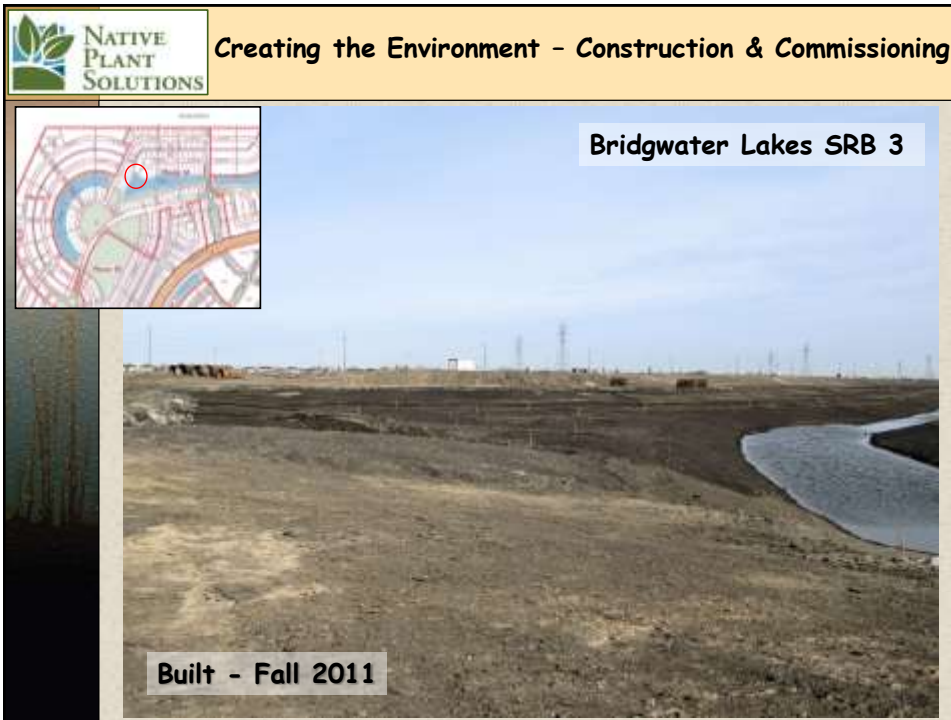 NATIVE
PLANT
SOLUTIONS
Creating the Environment – Construction & Commissioning
Bridgwater Lakes SRB 3
Built - Fall 2011